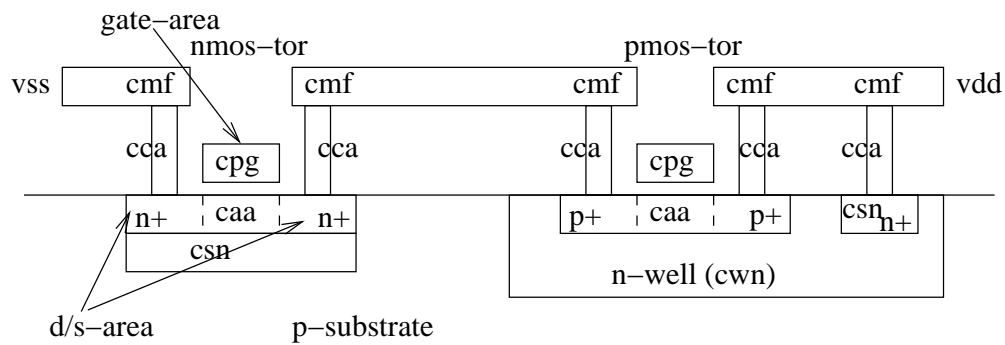 gate−area
nmos−tor pmos−tor
vss cmf cmf cmf cmf cmf vdd
cca cpg cca cca cpg cca cca
n+ caa n+ p+ caa p+ csn n+
csn
n−well (cwn)
d/s−area p−substrate